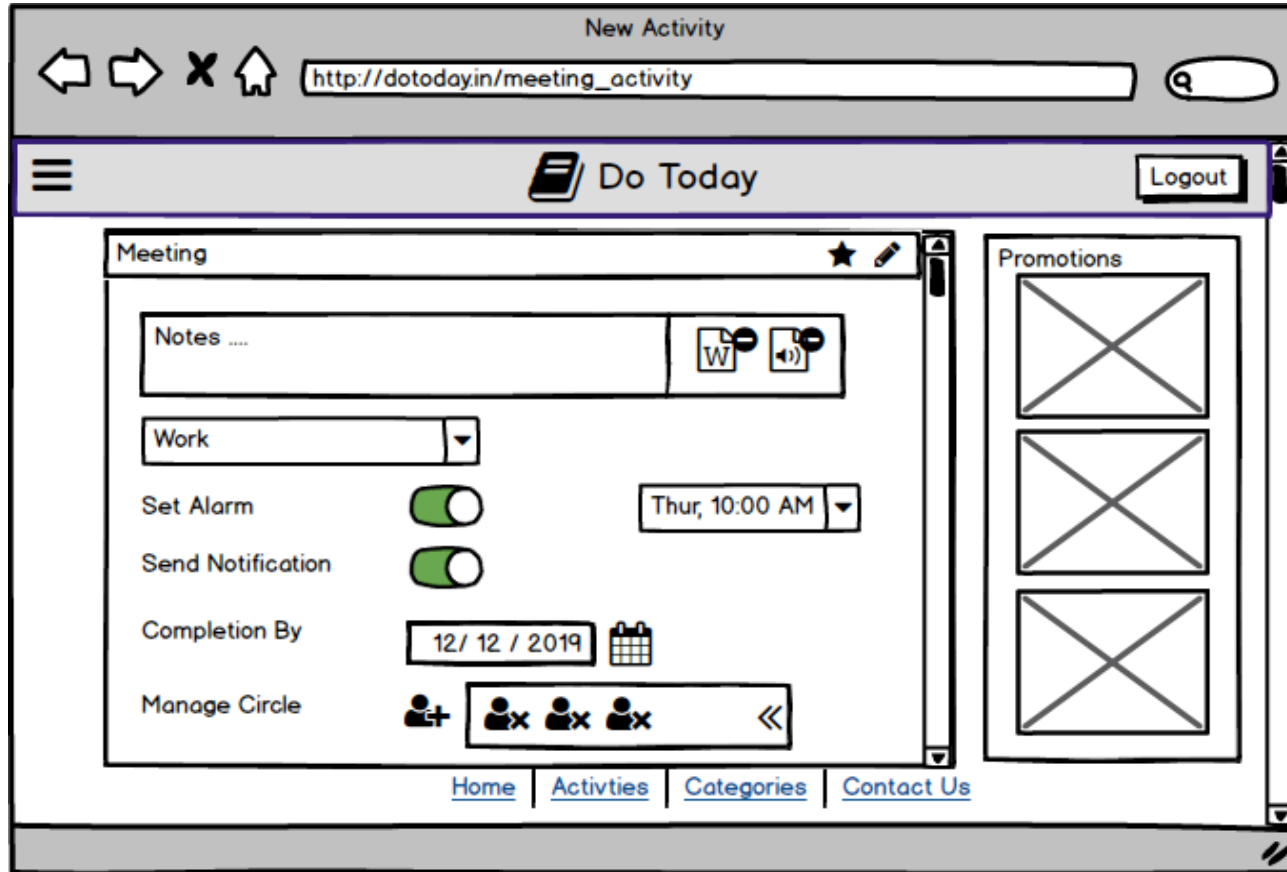 New Activity
http://dotoday.in/meeting_activity
Do Today
Logout
Meeting
Promotions
Notes ....
W
Work
Set Alarm
Thur, 10:00 AM
Send Notification
Completion By
12/ 12 / 2019
Manage Circle
Home
Activties
Categories
Contact Us